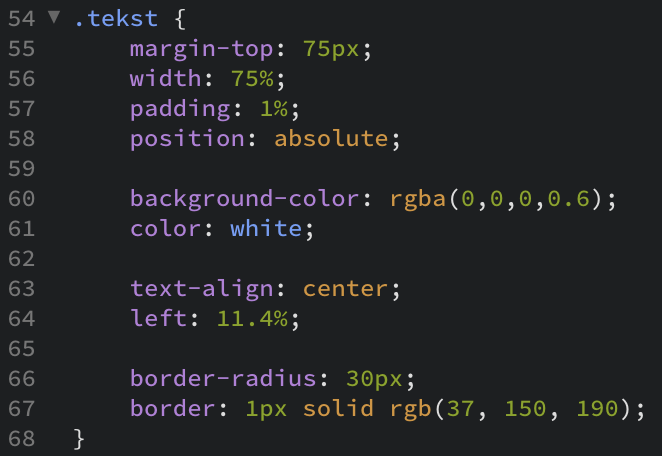 54 ▼ .tekst {
55 margin-top: 75px;
56 width: 75%;
57 padding: 1%;
58 position: absolute;
59
60 background-color: rgba(0,0,0,0.6);
61 color: white;
62
63 text-align: center;
64 left: 11.4%;
65
66 border-radius: 30px;
67 border: 1px solid rgb(37, 150, 190);
68 }